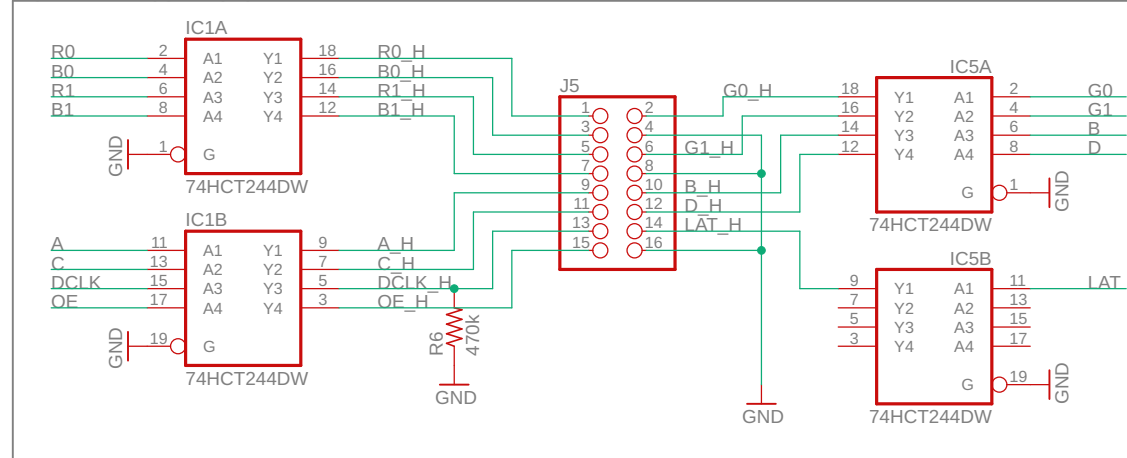 IC1A
R0 2 A1 Y1 18 R0_H
B0 4 A2 Y2 16 B0_H
R1 6 A3 Y3 14 R1_H
B1 8 A4 Y4 12 B1_H
GND 1 G
74HCT244DW
IC1B
A 11 A1 Y1 9 A_H
C 13 A2 Y2 7 C_H
DCLK 15 A3 Y3 5 DCLK_H
OE 17 A4 Y4 3 OE_H
GND 19 G
74HCT244DW
R6
470k
GND
J5
1 2
3 4
5 6
7 8
9 10
11 12
13 14
15 16
G0_H
G1_H
B_H
D_H
LAT_H
GND
IC5A
18 Y1 A1 2 G0
16 Y2 A2 4 G1
14 Y3 A3 6 B
12 Y4 A4 8 D
G 1 GND
74HCT244DW
IC5B
9 Y1 A1 11 LAT
7 Y2 A2 13
5 Y3 A3 15
3 Y4 A4 17
G 19 GND
74HCT244DW